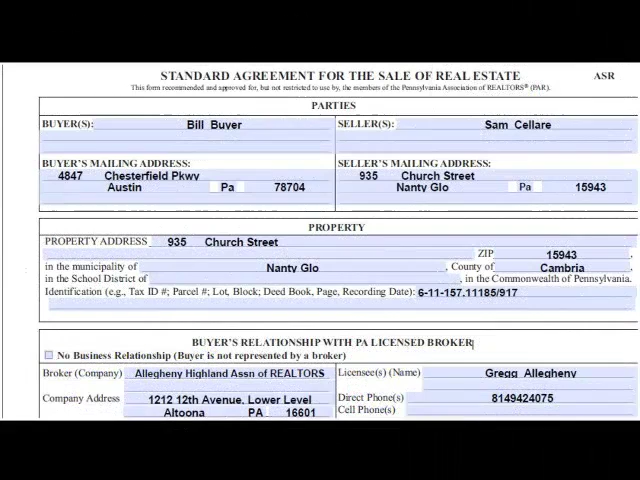 STANDARD AGREEMENT FOR THE SALE OF REAL ESTATE ASR
This form recommended and approved for, but not restricted to use by, the members of the Pennsylvania Association of REALTORS® (PAR).
PARTIES
BUYER(S): Bill Buyer SELLER(S): Sam Cellare
BUYER'S MAILING ADDRESS: SELLER'S MAILING ADDRESS:
4847 Chesterfield Pkwy 935 Church Street
Austin Pa 78704 Nanty Glo Pa 15943
PROPERTY
PROPERTY ADDRESS 935 Church Street
ZIP 15943 ,
in the municipality of Nanty Glo , County of Cambria ,
in the School District of , in the Commonwealth of Pennsylvania.
Identification (e.g., Tax ID #; Parcel #; Lot, Block; Deed Book, Page, Recording Date): 6-11-157.11185/917
BUYER'S RELATIONSHIP WITH PA LICENSED BROKER
No Business Relationship (Buyer is not represented by a broker)
Broker (Company) Allegheny Highland Assn of REALTORS Licensee(s) (Name) Gregg Allegheny
Company Address 1212 12th Avenue, Lower Level Direct Phone(s) 8149424075
Altoona PA 16601 Cell Phone(s)